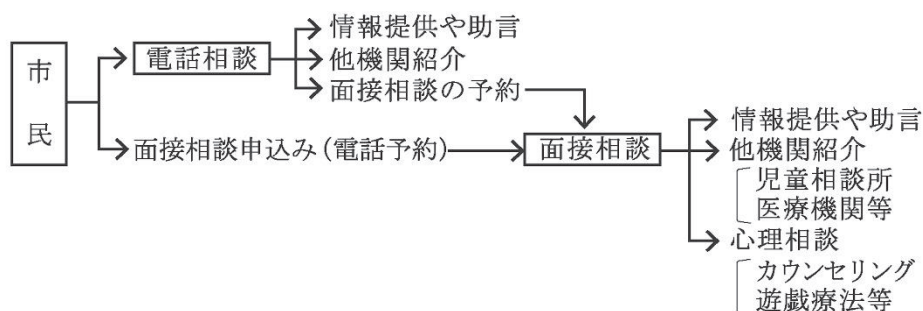 市民
電話相談
情報提供や助言
他機関紹介
面接相談の予約
面接相談申込み(電話予約)
面接相談
情報提供や助言
他機関紹介
児童相談所
医療機関等
心理相談
カウンセリング
遊戯療法等